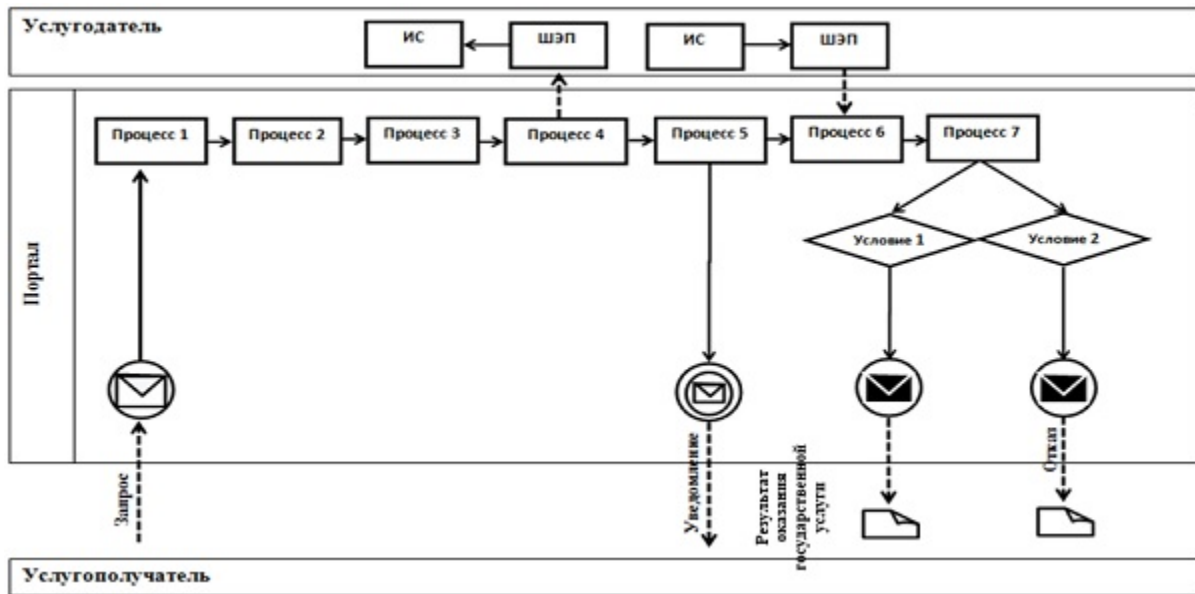 Услугодатель
ИС
ШЭП
ИС
ШЭП
Портал
Процесс 1
Процесс 2
Процесс 3
Процесс 4
Процесс 5
Процесс 6
Процесс 7
Условие 1
Условие 2
Запрос
Уведомление
Результат
оказания
государственной
услуги
Отказ
Услугополучатель